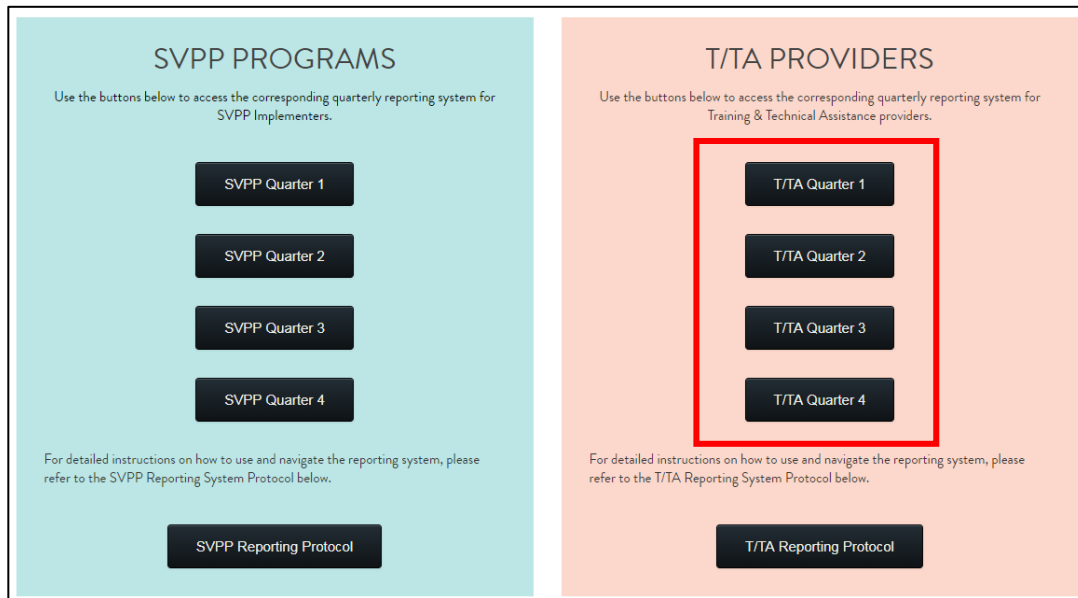 SVPP PROGRAMS
Use the buttons below to access the corresponding quarterly reporting system for
SVPP Implementers.
SVPP Quarter 1
SVPP Quarter 2
SVPP Quarter 3
SVPP Quarter 4
For detailed instructions on how to use and navigate the reporting system, please
refer to the SVPP Reporting System Protocol below.
SVPP Reporting Protocol
T/TA PROVIDERS
Use the buttons below to access the corresponding quarterly reporting system for
Training & Technical Assistance providers.
T/TA Quarter 1
T/TA Quarter 2
T/TA Quarter 3
T/TA Quarter 4
For detailed instructions on how to use and navigate the reporting system, please
refer to the T/TA Reporting System Protocol below.
T/TA Reporting Protocol